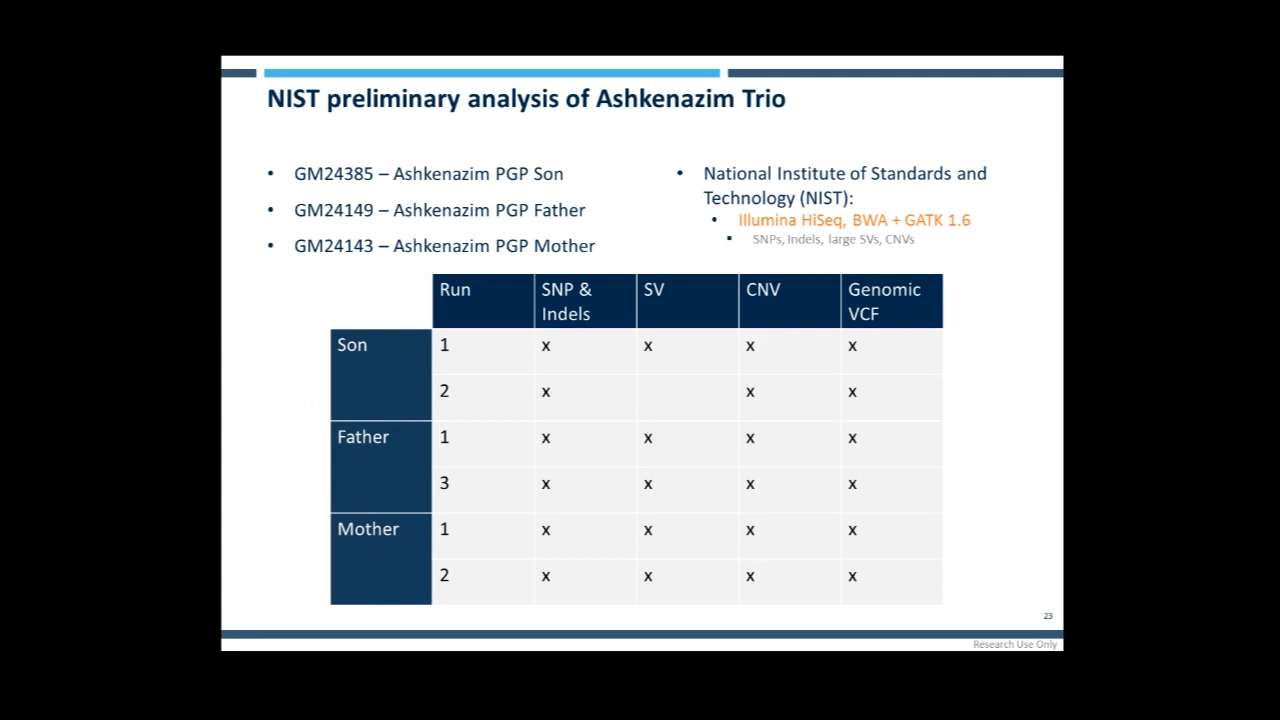 NIST preliminary analysis of Ashkenazim Trio
• GM24385 – Ashkenazim PGP Son
• GM24149 – Ashkenazim PGP Father
• GM24143 – Ashkenazim PGP Mother
• National Institute of Standards and
Technology (NIST):
• Illumina HiSeq, BWA + GATK 1.6
▪ SNPs, Indels, large SVs, CNVs
Run SNP & Indels SV CNV Genomic VCF
Son 1 x x x x
2 x x x
Father 1 x x x x
3 x x x x
Mother 1 x x x x
2 x x x x
23
Research Use Only